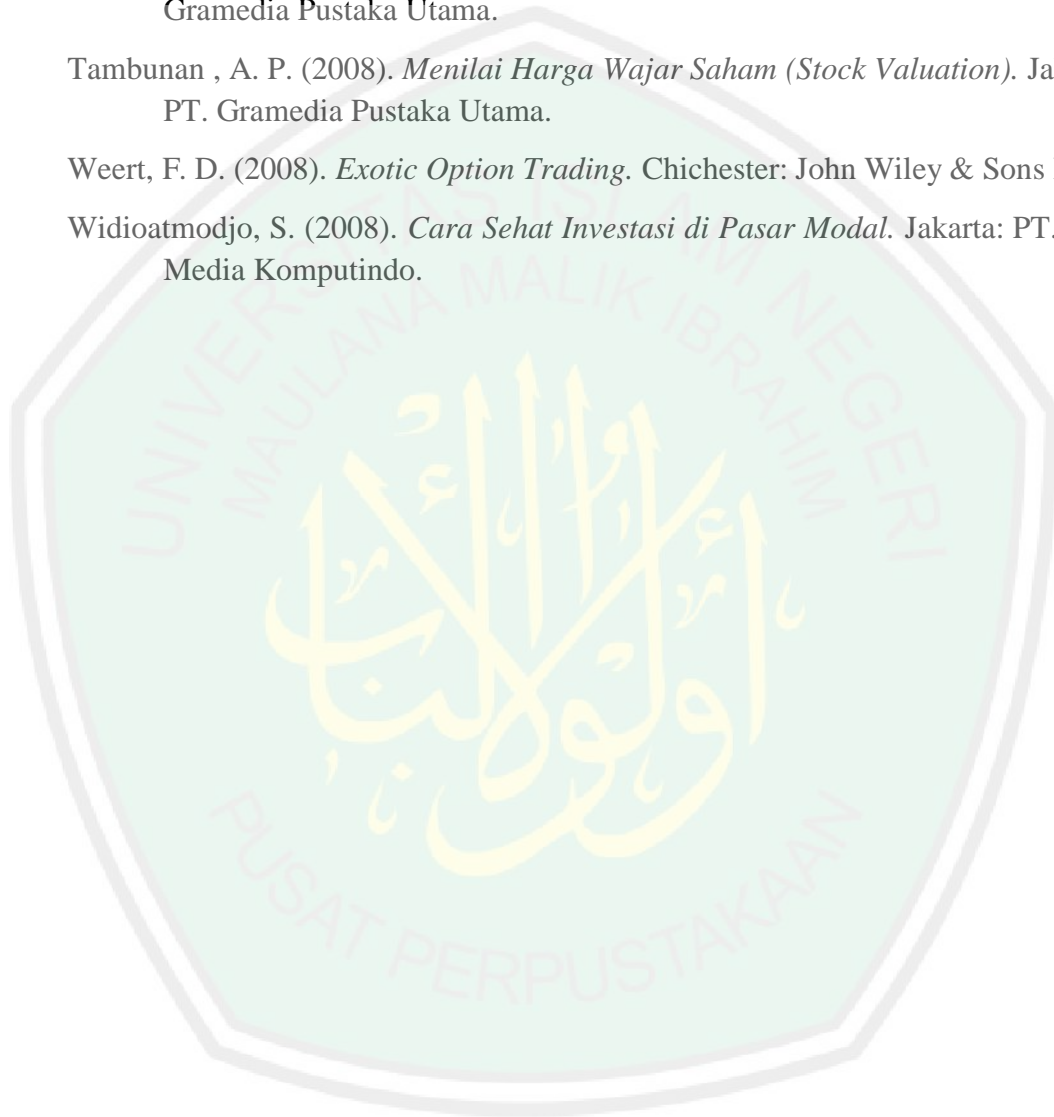 Gramedia Pustaka Utama.
Tambunan , A. P. (2008). Menilai Harga Wajar Saham (Stock Valuation). Ja
PT. Gramedia Pustaka Utama.
Weert, F. D. (2008). Exotic Option Trading. Chichester: John Wiley & Sons
Widioatmodjo, S. (2008). Cara Sehat Investasi di Pasar Modal. Jakarta: PT.
Media Komputindo.
UNIVERSITAS ISLAM NEGERI
MAULANA MALIK IBRAHIM
أولوا الألباب
PUSAT PERPUSTAKAAN